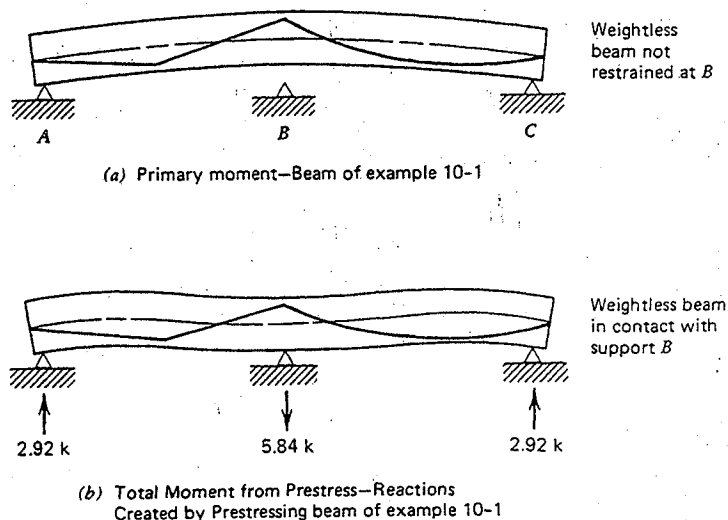 Weightless
beam not
restrained at B
A
B
C
(a) Primary moment—Beam of example 10-1
Weightless beam
in contact with
support B
2.92 k
5.84 k
2.92 k
(b) Total Moment from Prestress—Reactions
Created by Prestressing beam of example 10-1